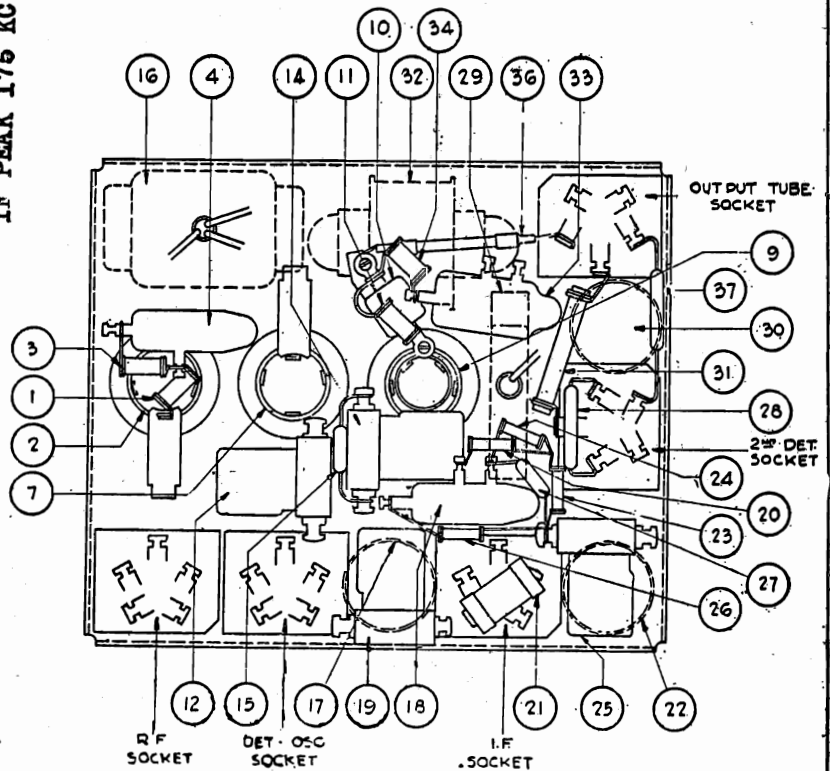 IF PEAK 175 KC
10 34
16 4 14 11 32 29 36 33
OUTPUT TUBE
SOCKET
9
37
3
30
1
31
2
28
2ND DET.
SOCKET
24
7
20
23
27
26
12 15 17 19 18 21 25 22
R F
SOCKET
DET. OSC
SOCKET
I.F
SOCKET